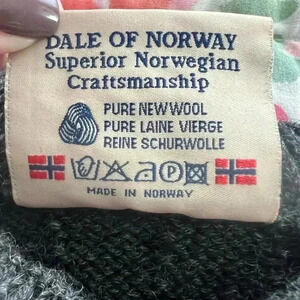 DALE OF NORWAY
Superior Norwegian
Craftsmanship
PURE NEW WOOL
PURE LAINE VIERGE
REINE SCHURWOLLE
A P
MADE IN NORWAY